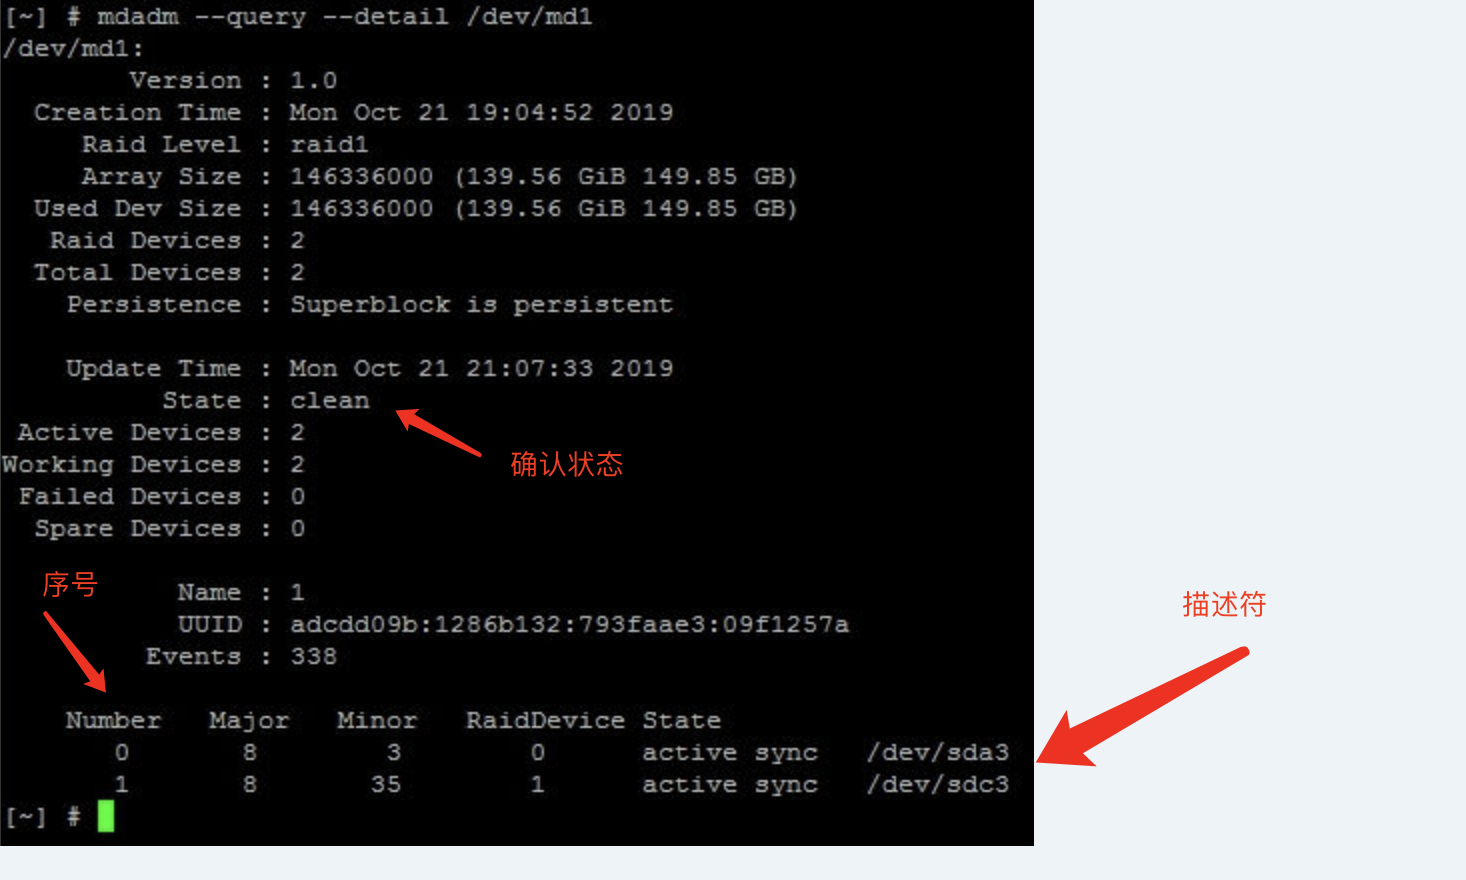 [~] # mdadm --query --detail /dev/md1
/dev/md1:
Version : 1.0
Creation Time : Mon Oct 21 19:04:52 2019
Raid Level : raid1
Array Size : 146336000 (139.56 GiB 149.85 GB)
Used Dev Size : 146336000 (139.56 GiB 149.85 GB)
Raid Devices : 2
Total Devices : 2
Persistence : Superblock is persistent
Update Time : Mon Oct 21 21:07:33 2019
State : clean
Active Devices : 2
确认状态
Working Devices : 2
Failed Devices : 0
Spare Devices : 0
序号
Name : 1
描述符
UUID : adcdd09b:1286b132:793faae3:09f1257a
Events : 338
Number Major Minor RaidDevice State
0 8 3 0 active sync /dev/sda3
1 8 35 1 active sync /dev/sdc3
[~] #